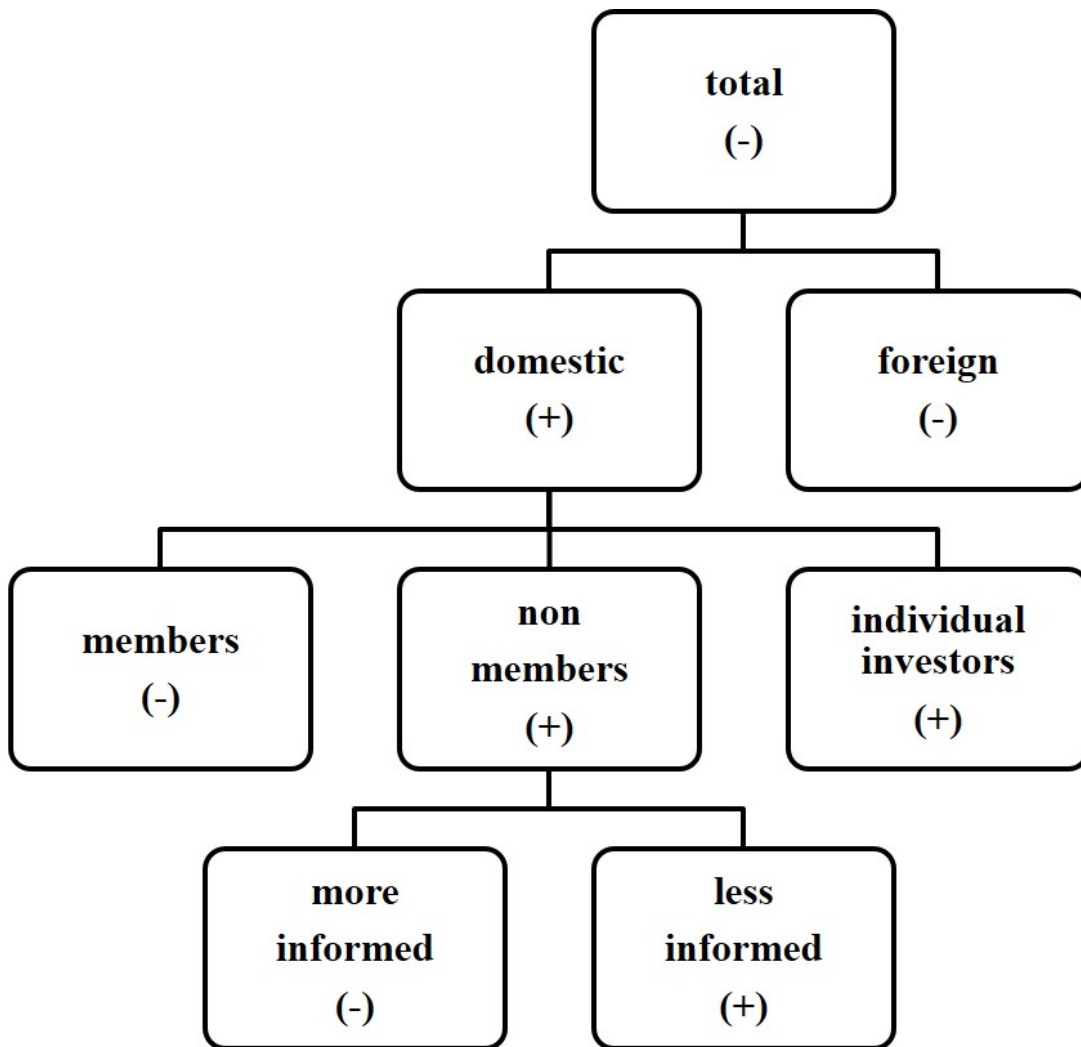 total
(-)
domestic
(+)
foreign
(-)
members
(-)
non
members
(+)
individual
investors
(+)
more
informed
(-)
less
informed
(+)